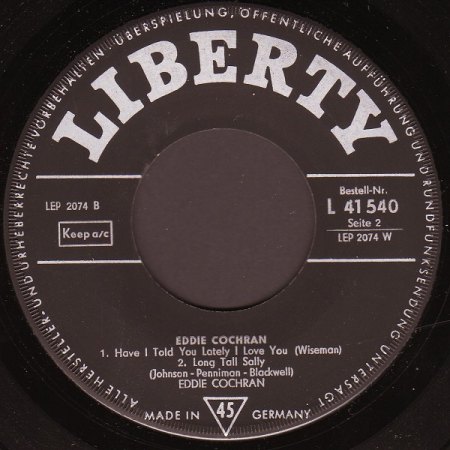 ALLE HERSTELLER- UND URHEBERRECHTE VORBEHALTEN · ÜBERSPIELUNG, ÖFFENTLICHE AUFFÜHRUNG UND RUNDFUNKSENDUNG UNTERSAGT ·
LIBERTY
LEP 2074 B
Keep a/c
Bestell-Nr.
L 41 540
Seite 2
LEP 2074 W
EDDIE COCHRAN
1. Have I Told You Lately I Love You (Wiseman)
2. Long Tall Sally
(Johnson - Penniman - Blackwell)
EDDIE COCHRAN
MADE IN 45 GERMANY